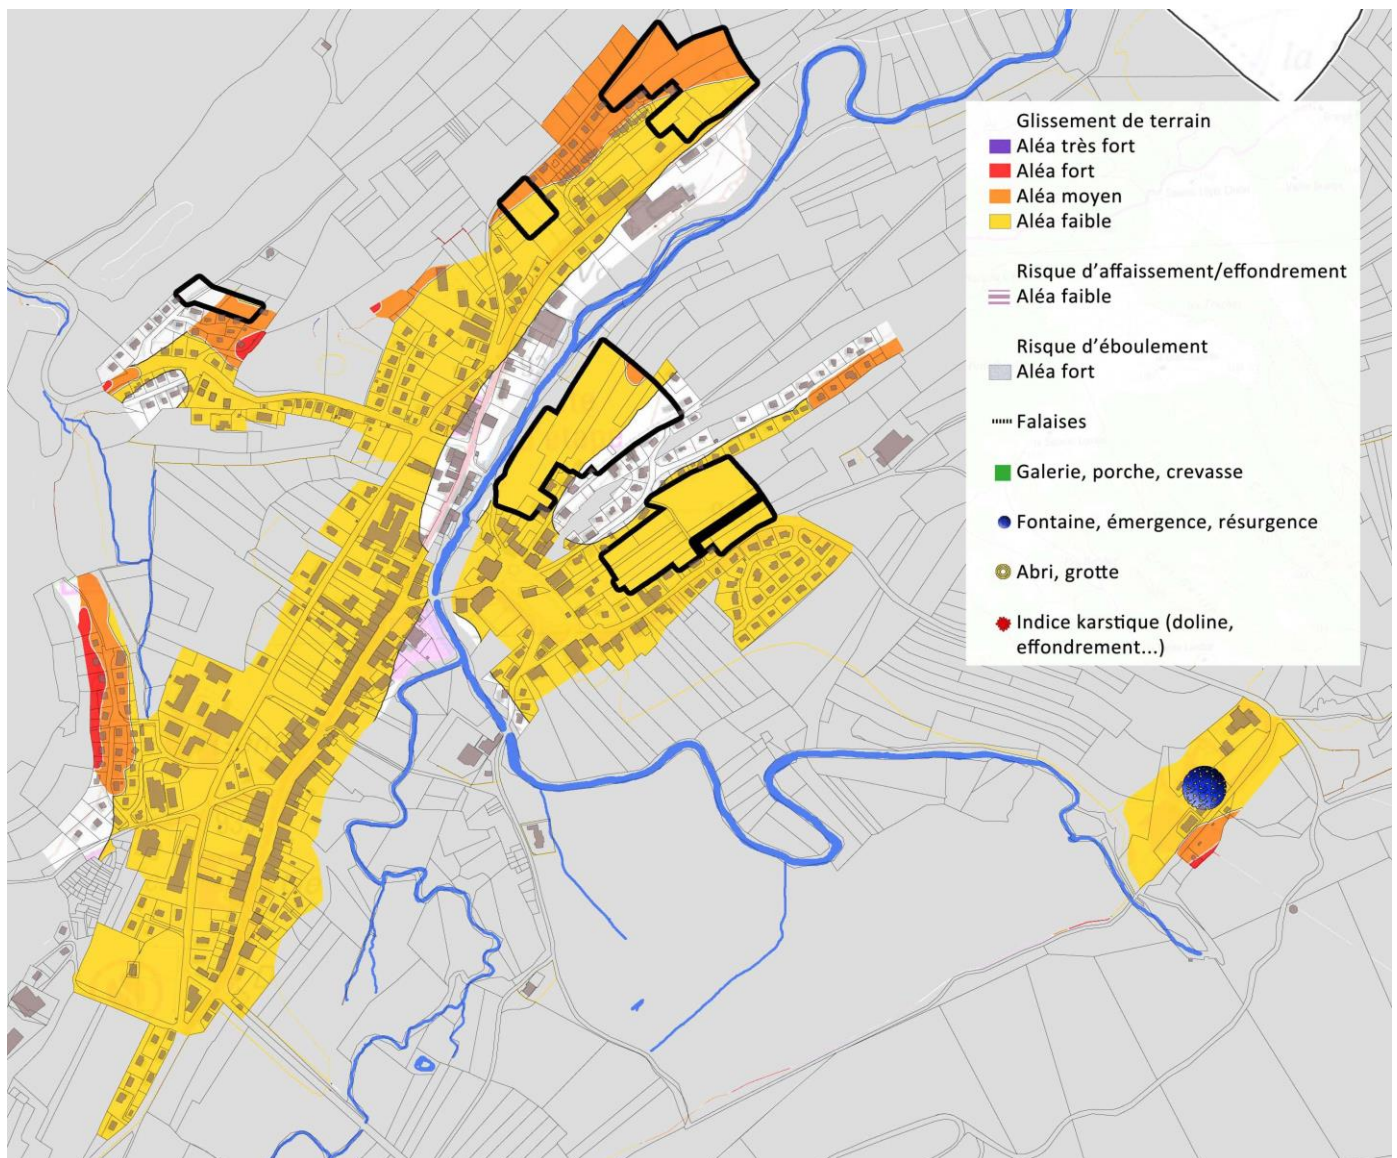 Glissement de terrain
Aléa très fort
Aléa fort
Aléa moyen
Aléa faible
Risque d’affaissement/effondrement
Aléa faible
Risque d’éboulement
Aléa fort
Falaises
Galerie, porche, crevasse
Fontaine, émergence, résurgence
Abri, grotte
Indice karstique (doline,
effondrement...)
la